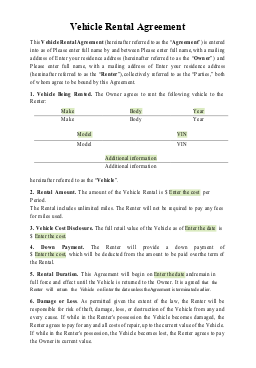 Vehicle Rental Agreement
This Vehicle Rental Agreement (hereinafter referred to as the "Agreement") is entered
into as of Please enter full name by and between Please enter full name, with a mailing
address of Enter your residence address (hereinafter referred to as the "Owner") and
Please enter full name, with a mailing address of Enter your residence address
(hereinafter referred to as the "Renter"), collectively referred to as the "Parties," both
of whom agree to be bound by this Agreement.
1. Vehicle Being Rented. The Owner agrees to rent the following vehicle to the
Renter:
Make Body Year
Make Body Year
Model VIN
Model VIN
Additional information
Additional information
hereinafter referred to as the "Vehicle".
2. Rental Amount. The amount of the Vehicle Rental is $ Enter the cost per
Period.
The Rental includes unlimited miles. The Renter will not be required to pay any fees
for miles used.
3. Vehicle Cost Disclosure. The full retail value of the Vehicle as of Enter the date is
$ Enter the cost.
4. Down Payment. The Renter will provide a down payment of
$ Enter the cost, which will be deducted from the amount to be paid over the term of
the Rental.
5. Rental Duration. This Agreement will begin on Enter the date and remain in
full force and effect until the Vehicle is returned to the Owner. It is agreed that the
Renter will return the Vehicle on Enter the date unless the Agreement is terminated earlier.
6. Damage or Loss. As permitted given the extent of the law, the Renter will be
responsible for risk of theft, damage, loss, or destruction of the Vehicle from any and
every cause. If while in the Renter's possession the Vehicle becomes damaged, the
Renter agrees to pay for any and all costs of repair, up to the current value of the Vehicle.
If while in the Renter's possession, the Vehicle becomes lost, the Renter agrees to pay
the Owner its current value.